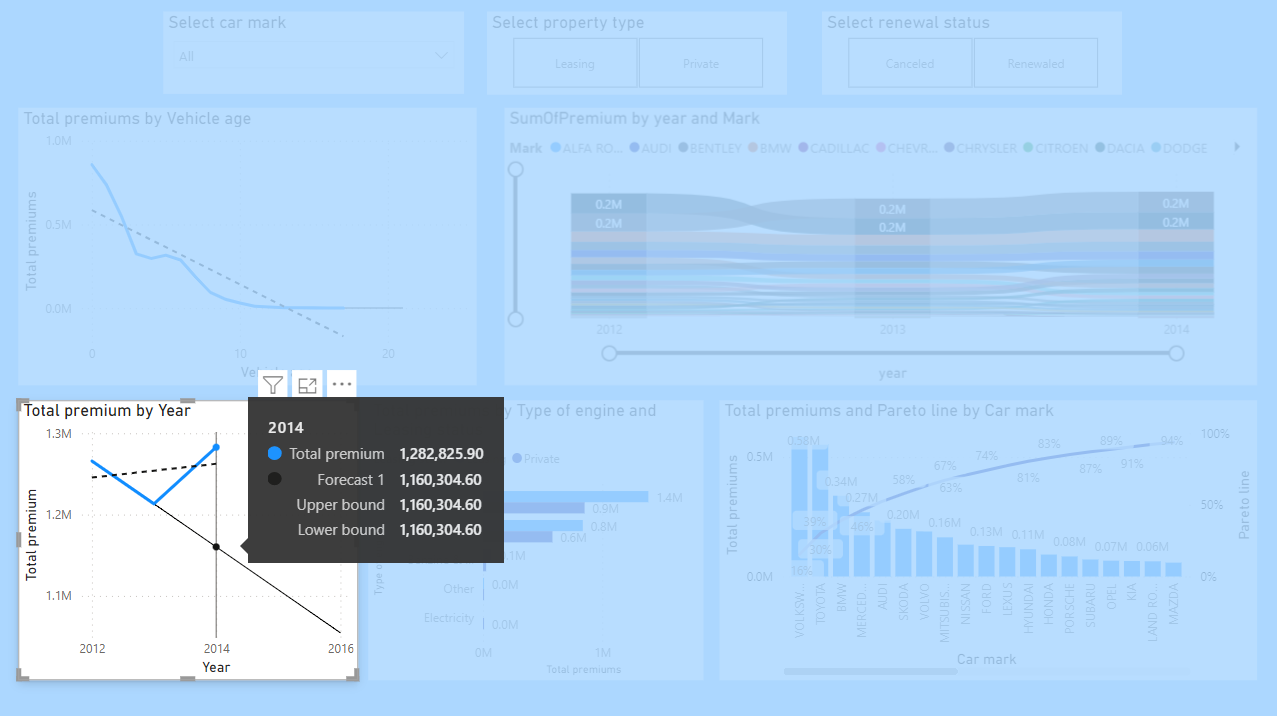 Select car mark
All
Select property type
Leasing
Private
Select renewal status
Canceled
Renewaled
Total premiums by Vehicle age
1.0M
0.5M
0.0M
Total premiums
0
10
20
SumOfPremium by year and Mark
Mark
ALFA RO...
AUDI
BENTLEY
BMW
CADILLAC
CHEVR...
CHRYSLER
CITROEN
DACIA
DODGE
0.2M
0.2M
0.2M
0.2M
0.2M
0.2M
2012
2013
2014
year
Total premium by Year
1.3M
1.2M
1.1M
Total premium
2012
2014
2016
Year
2014
Total premium 1,282,825.90
Forecast 1 1,160,304.60
Upper bound 1,160,304.60
Lower bound 1,160,304.60
Type of engine and
Private
1.4M
0.9M
0.8M
0.6M
Other
0.0M
Electricity
0.0M
0M
1M
Total premiums
Total premiums and Pareto line by Car mark
0.5M
0.0M
Total premiums
0.58M
0.34M
0.27M
0.20M
0.16M
0.13M
0.11M
0.08M
0.07M
0.06M
16%
30%
39%
46%
58%
63%
67%
74%
81%
83%
87%
89%
91%
94%
100%
50%
0%
Pareto line
VOLKSW...
TOYOTA
BMW
MERCED...
AUDI
SKODA
VOLVO
MITSUBIS...
NISSAN
FORD
LEXUS
HYUNDAI
HONDA
PORSCHE
SUBARU
OPEL
KIA
LAND RO...
MAZDA
Car mark